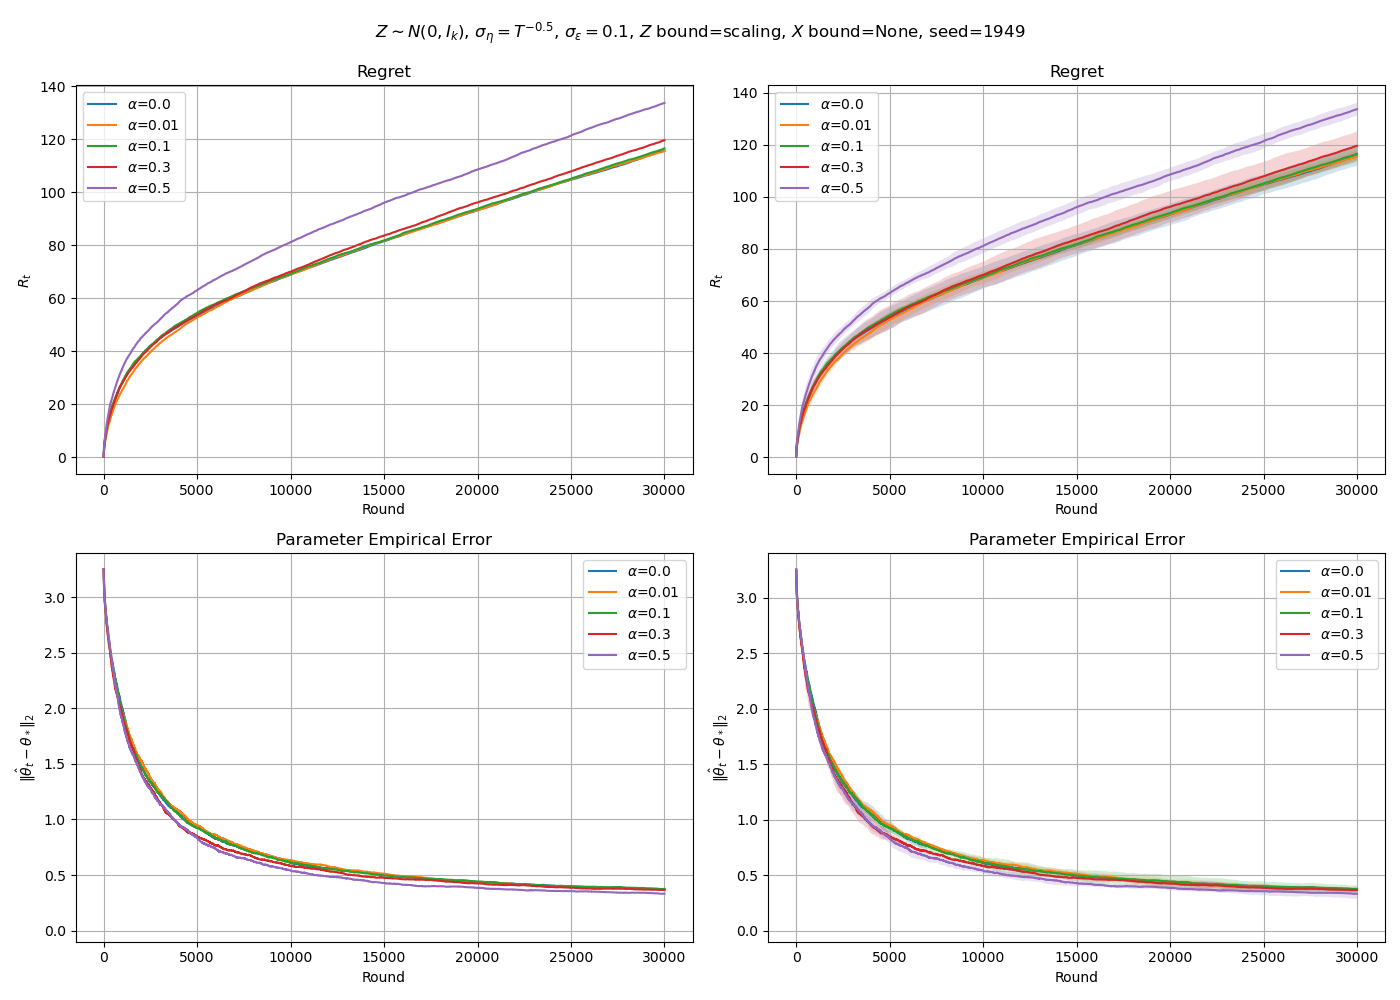 Z ∼ N(0, I_k), σ_η = T^{−0.5}, σ_ε = 0.1, Z bound=scaling, X bound=None, seed=1949
Regret
140
120
100
80
60
40
20
0
R_t
α=0.0
α=0.01
α=0.1
α=0.3
α=0.5
0 5000 10000 15000 20000 25000 30000
Round
Regret
140
120
100
80
60
40
20
0
R_t
α=0.0
α=0.01
α=0.1
α=0.3
α=0.5
0 5000 10000 15000 20000 25000 30000
Round
Parameter Empirical Error
3.0
2.5
2.0
1.5
1.0
0.5
0.0
‖θ̂_t − θ_*‖_2
α=0.0
α=0.01
α=0.1
α=0.3
α=0.5
0 5000 10000 15000 20000 25000 30000
Round
Parameter Empirical Error
3.0
2.5
2.0
1.5
1.0
0.5
0.0
‖θ̂_t − θ_*‖_2
α=0.0
α=0.01
α=0.1
α=0.3
α=0.5
0 5000 10000 15000 20000 25000 30000
Round